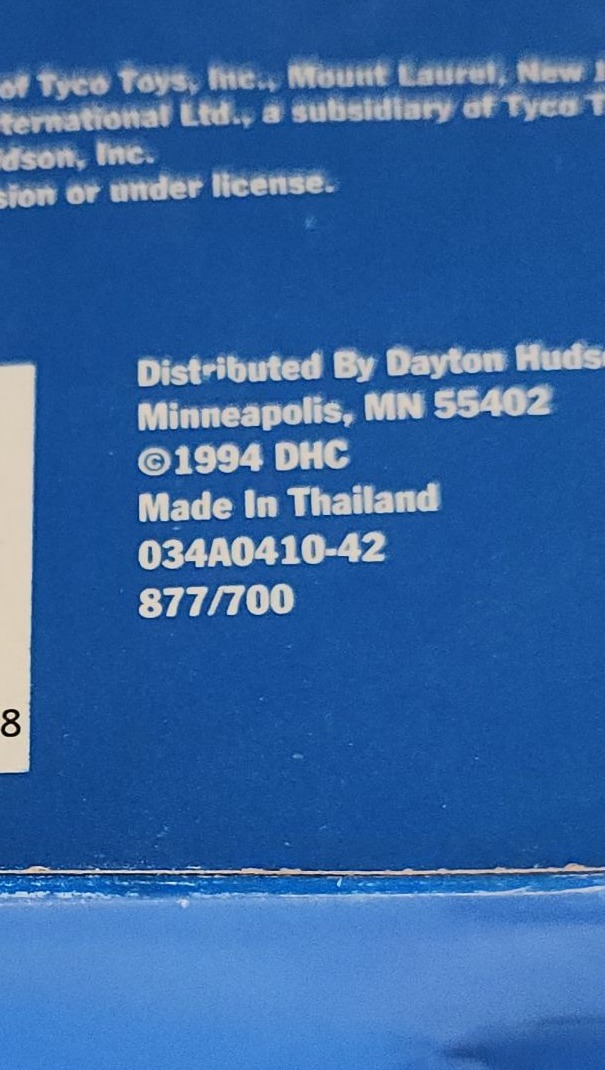 of Tyco Toys, Inc., Mount Laurel, New J
ternational Ltd., a subsidiary of Tyco T
dson, Inc.
sion or under license.
Distributed By Dayton Huds
Minneapolis, MN 55402
©1994 DHC
Made In Thailand
034A0410-42
877/700
8